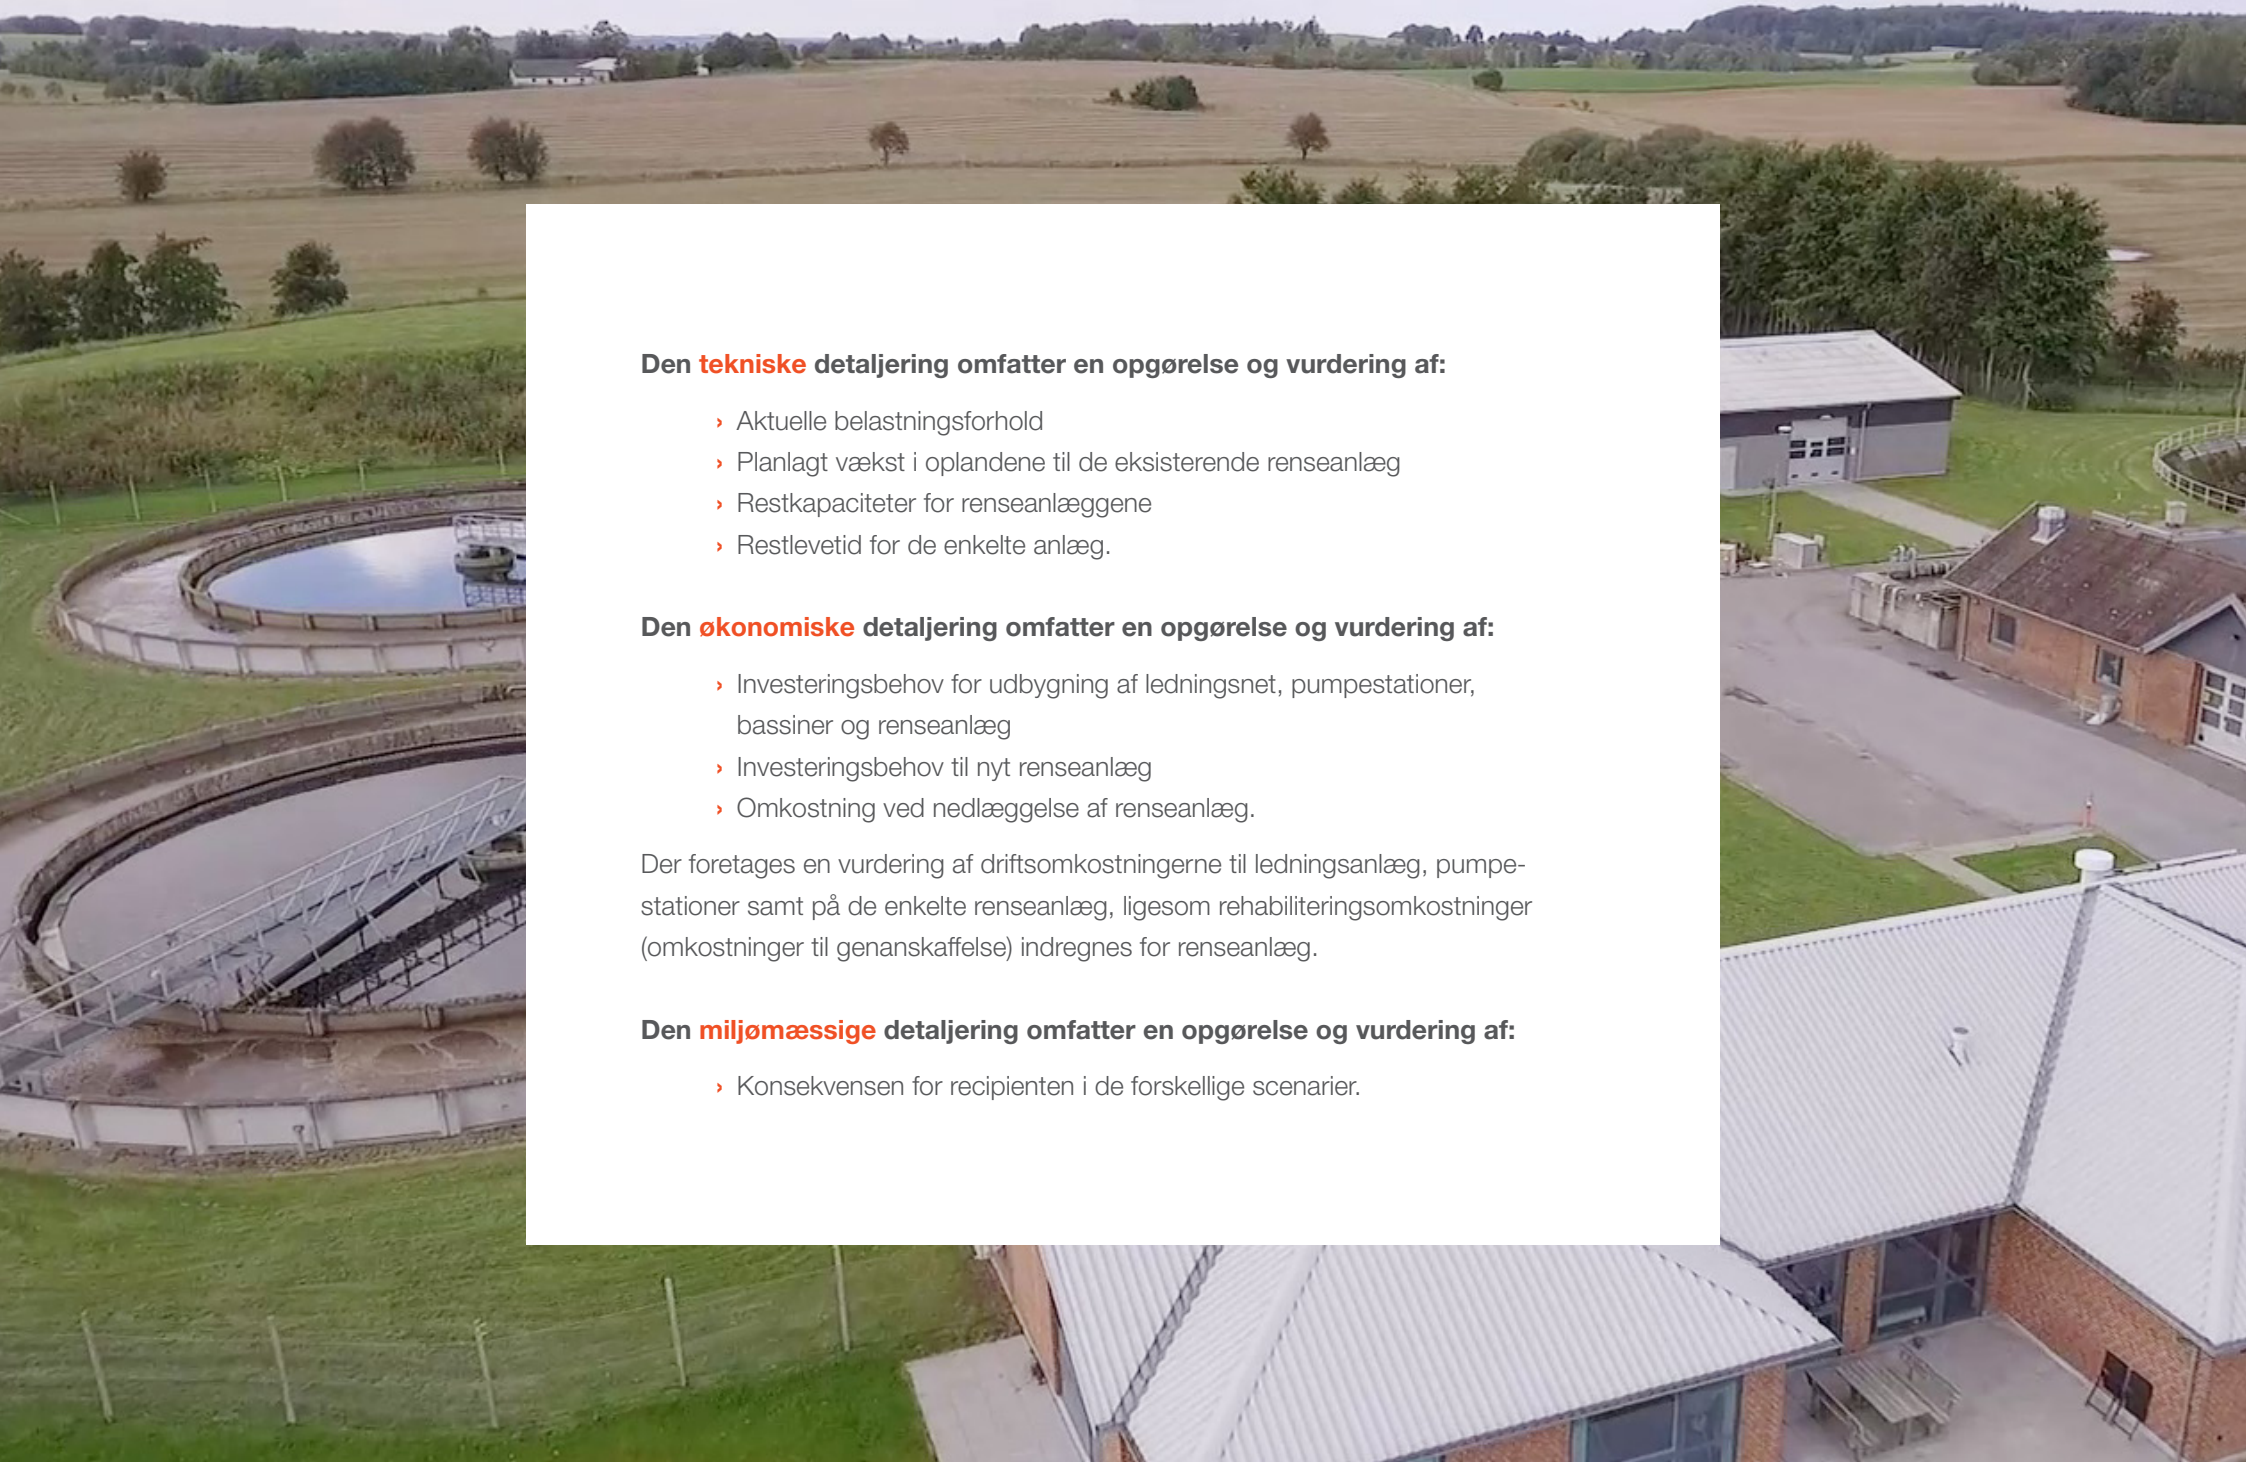 Den tekniske detaljering omfatter en opgørelse og vurdering af:
› Aktuelle belastningsforhold
› Planlagt vækst i oplandene til de eksisterende renseanlæg
› Restkapaciteter for renseanlæggene
› Restlevetid for de enkelte anlæg.
Den økonomiske detaljering omfatter en opgørelse og vurdering af:
› Investeringsbehov for udbygning af ledningsnet, pumpestationer,
bassiner og renseanlæg
› Investeringsbehov til nyt renseanlæg
› Omkostning ved nedlæggelse af renseanlæg.
Der foretages en vurdering af driftsomkostningerne til ledningsanlæg, pumpe-
stationer samt på de enkelte renseanlæg, ligesom rehabiliteringsomkostninger
(omkostninger til genanskaffelse) indregnes for renseanlæg.
Den miljømæssige detaljering omfatter en opgørelse og vurdering af:
› Konsekvensen for recipienten i de forskellige scenarier.